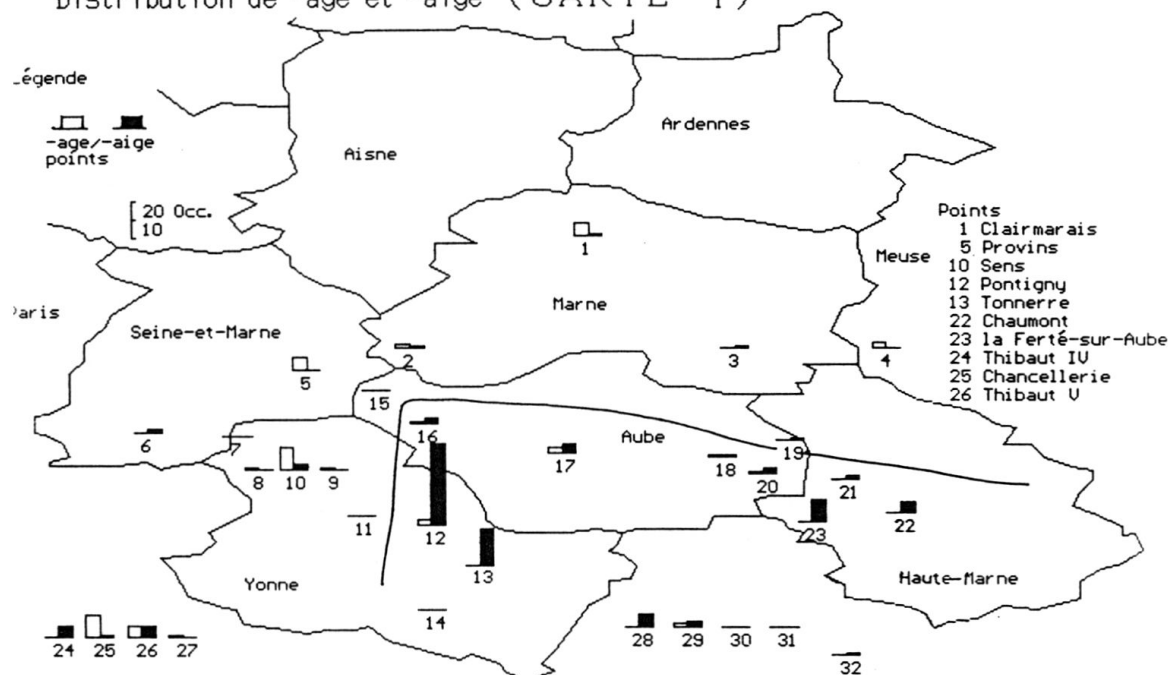 Distribution de -age et -aige (CARTE 1)
Légende
-age/-aige
points
20 Occ.
10
Aisne
Ardennes
Meuse
Marne
Paris
Seine-et-Marne
Aube
Yonne
Haute-Marne
Points
1 Clairmarais
5 Provins
10 Sens
12 Pontigny
13 Tonnerre
22 Chaumont
23 la Ferté-sur-Aube
24 Thibaut IV
25 Chancellerie
26 Thibaut V
1
2
3
4
5
15
6
7
16
17
18
19
8
10
9
20
21
11
12
23
22
13
14
24
25
26
27
28
29
30
31
32